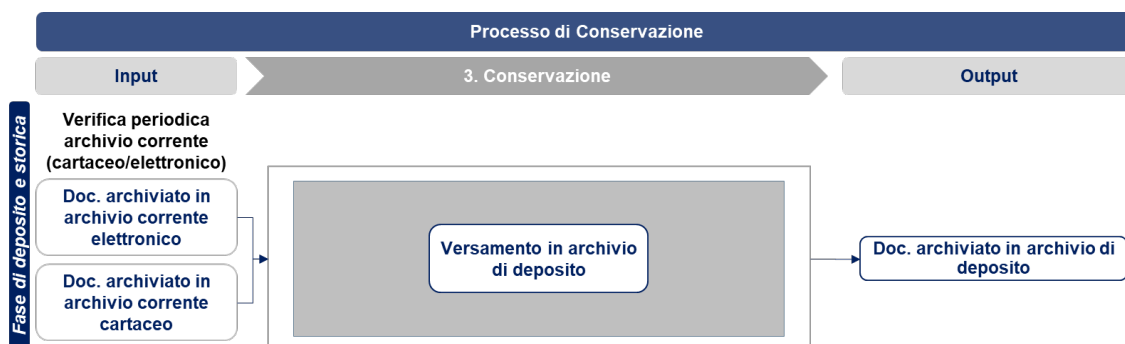 Processo di Conservazione
Input
3. Conservazione
Output
Fase di deposito e storica
Verifica periodica
archivio corrente
(cartaceo/elettronico)
Doc. archiviato in
archivio corrente
elettronico
Doc. archiviato in
archivio corrente
cartaceo
Versamento in archivio
di deposito
Doc. archiviato in archivio di
deposito